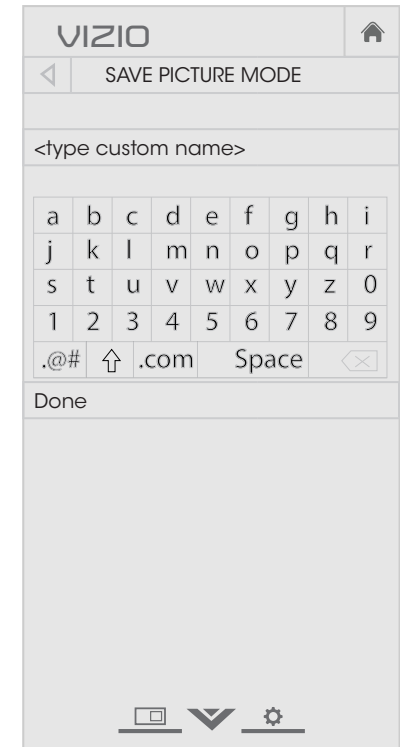 VIZIO
SAVE PICTURE MODE
<type custom name>
a b c d e f g h i
j k l m n o p q r
s t u v w x y z 0
1 2 3 4 5 6 7 8 9
.@# .com Space
Done